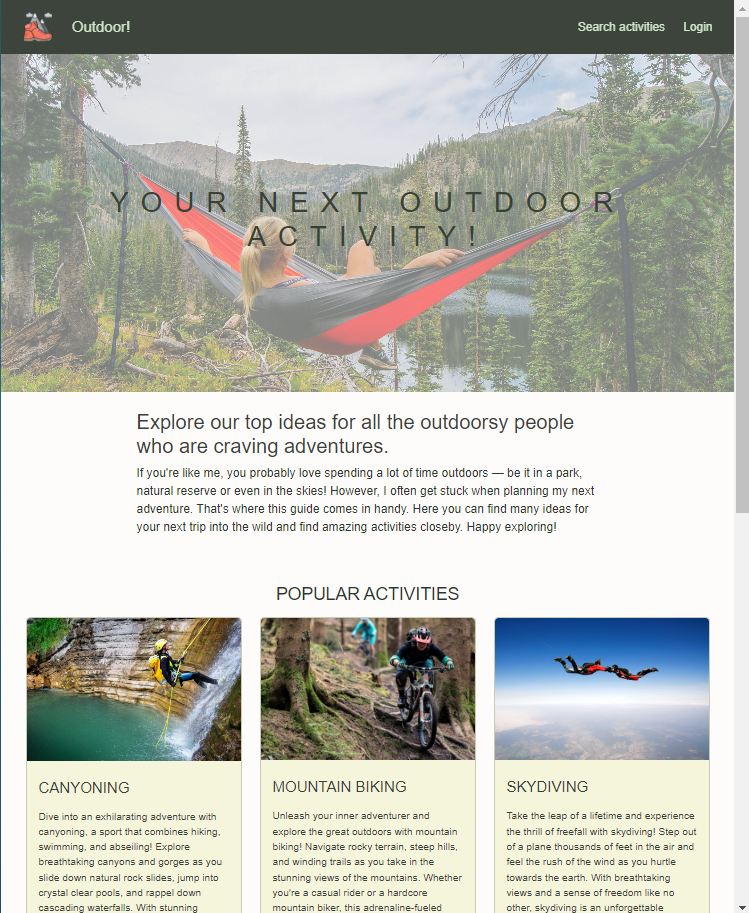 Outdoor!
Search activities
Login
YOUR NEXT OUTDOOR
ACTIVITY!
Explore our top ideas for all the outdoorsy people
who are craving adventures.
If you're like me, you probably love spending a lot of time outdoors — be it in a park,
natural reserve or even in the skies! However, I often get stuck when planning my next
adventure. That's where this guide comes in handy. Here you can find many ideas for
your next trip into the wild and find amazing activities closeby. Happy exploring!
POPULAR ACTIVITIES
CANYONING
Dive into an exhilarating adventure with
canyoning, a sport that combines hiking,
swimming, and abseiling! Explore
breathtaking canyons and gorges as you
slide down natural rock slides, jump into
crystal clear pools, and rappel down
cascading waterfalls. With stunning
MOUNTAIN BIKING
Unleash your inner adventurer and
explore the great outdoors with mountain
biking! Navigate rocky terrain, steep hills,
and winding trails as you take in the
stunning views of the mountains. Whether
you're a casual rider or a hardcore
mountain biker, this adrenaline-fueled
SKYDIVING
Take the leap of a lifetime and experience
the thrill of freefall with skydiving! Step out
of a plane thousands of feet in the air and
feel the rush of the wind as you hurtle
towards the earth. With breathtaking
views and a sense of freedom like no
other, skydiving is an unforgettable